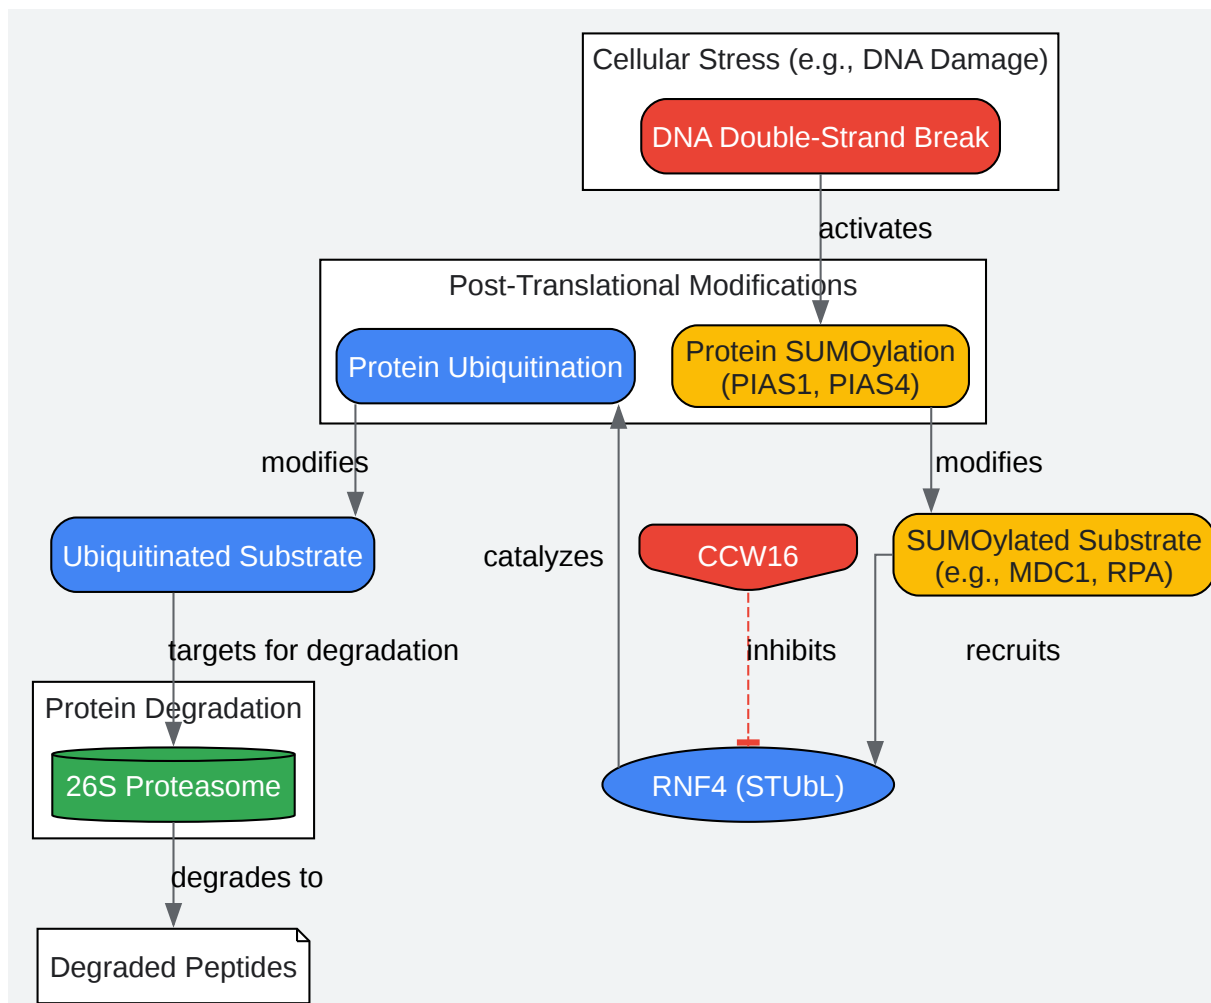 Cellular Stress (e.g., DNA Damage)
DNA Double-Strand Break
activates
Post-Translational Modifications
Protein Ubiquitination
Protein SUMOylation
(PIAS1, PIAS4)
modifies
modifies
Ubiquitinated Substrate
catalyzes
CCW16
SUMOylated Substrate
(e.g., MDC1, RPA)
targets for degradation
inhibits
recruits
Protein Degradation
26S Proteasome
RNF4 (STUbL)
degrades to
Degraded Peptides